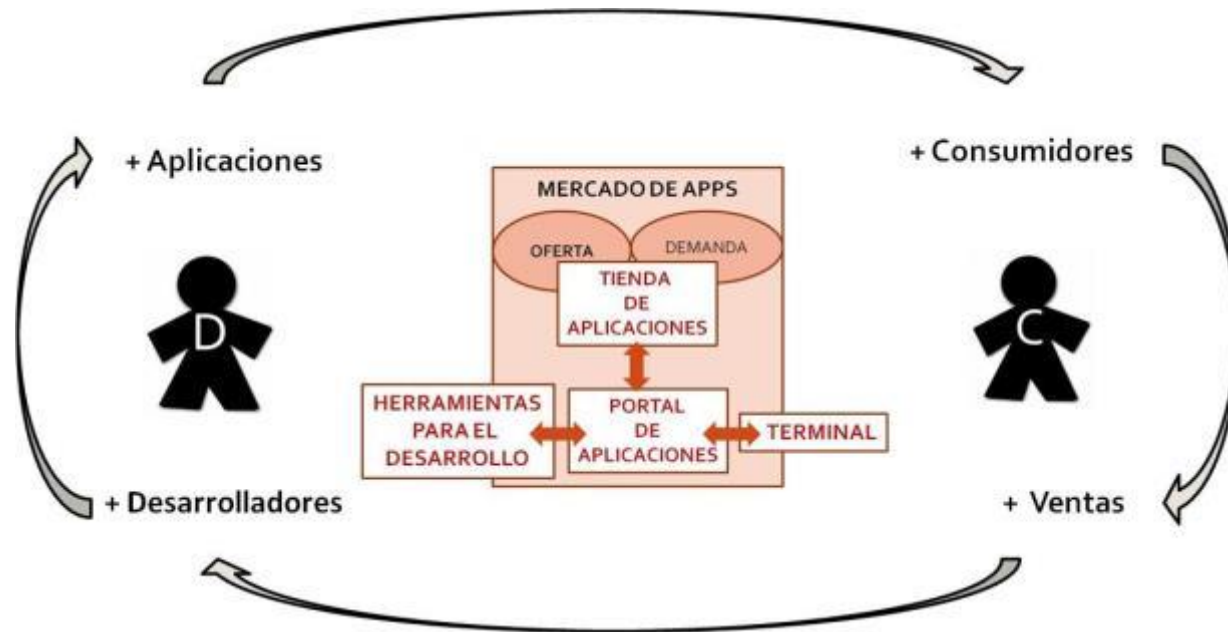 + Aplicaciones
+ Consumidores
MERCADO DE APPS
OFERTA
DEMANDA
TIENDA
DE
APLICACIONES
D
C
HERRAMIENTAS
PARA EL
DESARROLLO
PORTAL
DE
APLICACIONES
TERMINAL
+ Desarrolladores
+ Ventas